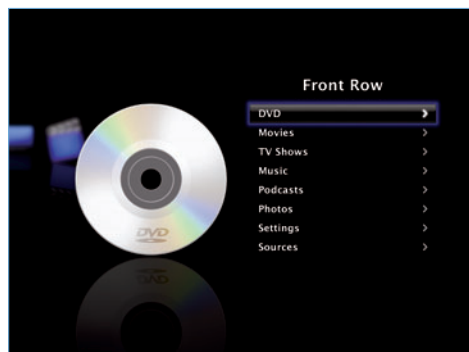 Front Row
DVD
Movies
TV Shows
Music
Podcasts
Photos
Settings
Sources
DVD